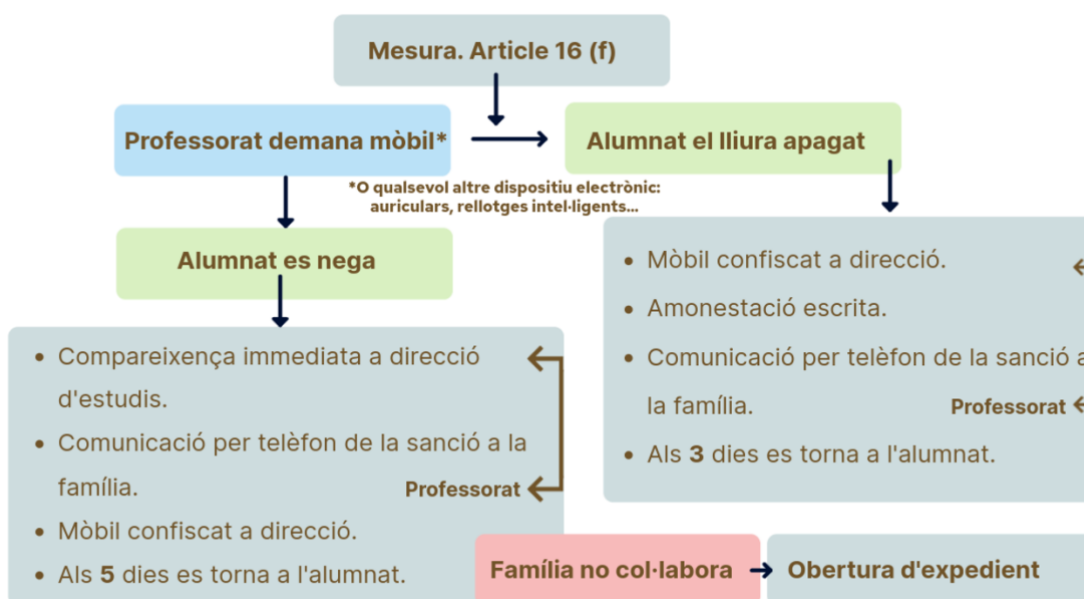 Mesura. Article 16 (f)
Professorat demana mòbil*
Alumnat el lliura apagat
*O qualsevol altre dispositiu electrònic:
auriculars, rellotges intel·ligents...
Alumnat es nega
• Compareixença immediata a direcció
d'estudis.
• Comunicació per telèfon de la sanció a la
família.
Professorat
• Mòbil confiscat a direcció.
• Als 5 dies es torna a l'alumnat.
• Mòbil confiscat a direcció.
• Amonestació escrita.
• Comunicació per telèfon de la sanció a
la família.
Professorat
• Als 3 dies es torna a l'alumnat.
Família no col·labora
Obertura d'expedient